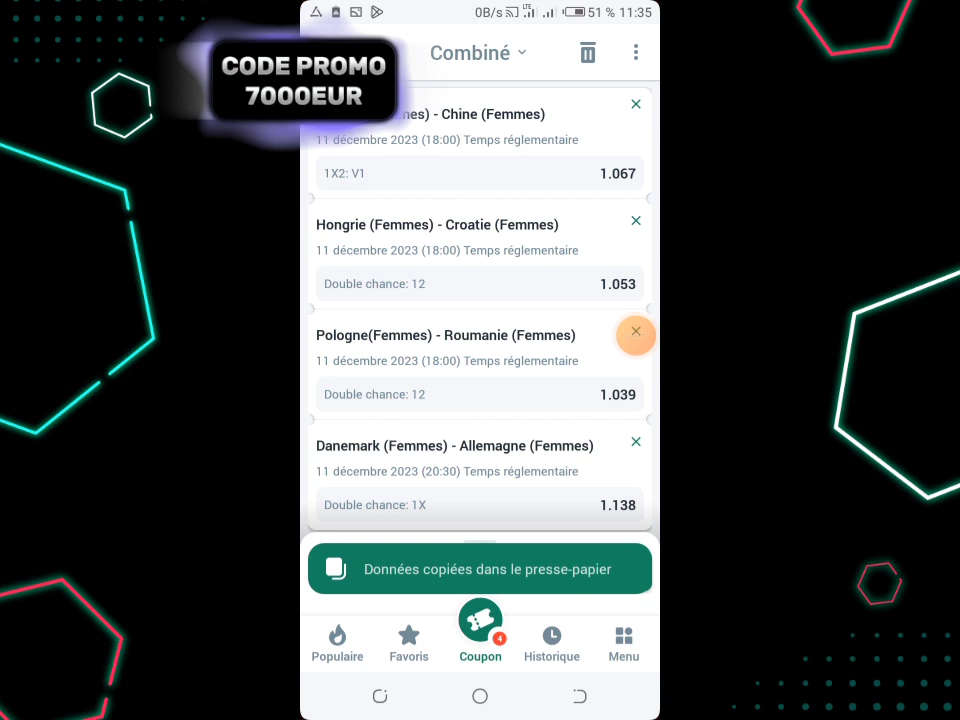 0B/s LTE 51 % 11:35
CODE PROMO
7000EUR
Combiné
- Chine (Femmes)
11 décembre 2023 (18:00) Temps réglementaire
1X2: V1 1.067
Hongrie (Femmes) - Croatie (Femmes)
11 décembre 2023 (18:00) Temps réglementaire
Double chance: 12 1.053
Pologne(Femmes) - Roumanie (Femmes)
11 décembre 2023 (18:00) Temps réglementaire
Double chance: 12 1.039
Danemark (Femmes) - Allemagne (Femmes)
11 décembre 2023 (20:30) Temps réglementaire
Double chance: 1X 1.138
Données copiées dans le presse-papier
4
Populaire Favoris Coupon Historique Menu